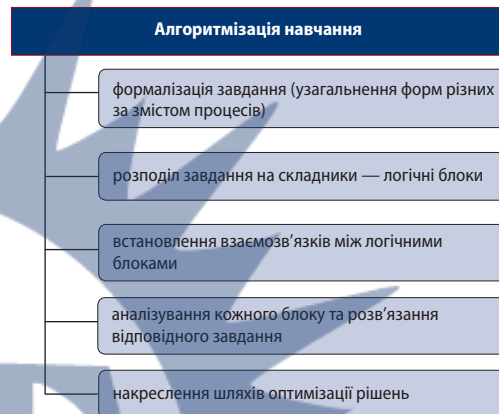 Алгоритмізація навчання
формалізація завдання (узагальнення форм різних
за змістом процесів)
розподіл завдання на складники — логічні блоки
встановлення взаємозв'язків між логічними
блоками
аналізування кожного блоку та розв'язання
відповідного завдання
накреслення шляхів оптимізації рішень